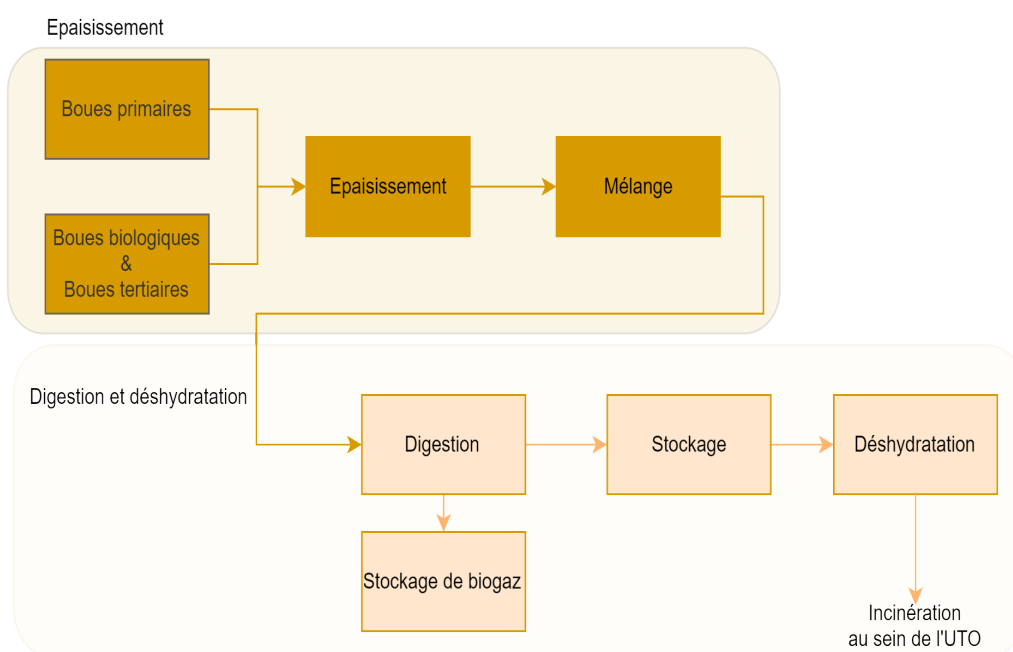 Epaisissement
Boues primaires
Boues biologiques
&
Boues tertiaires
Epaisissement
Mélange
Digestion et déshydratation
Digestion
Stockage
Déshydratation
Stockage de biogaz
Incinération
au sein de l'UTO